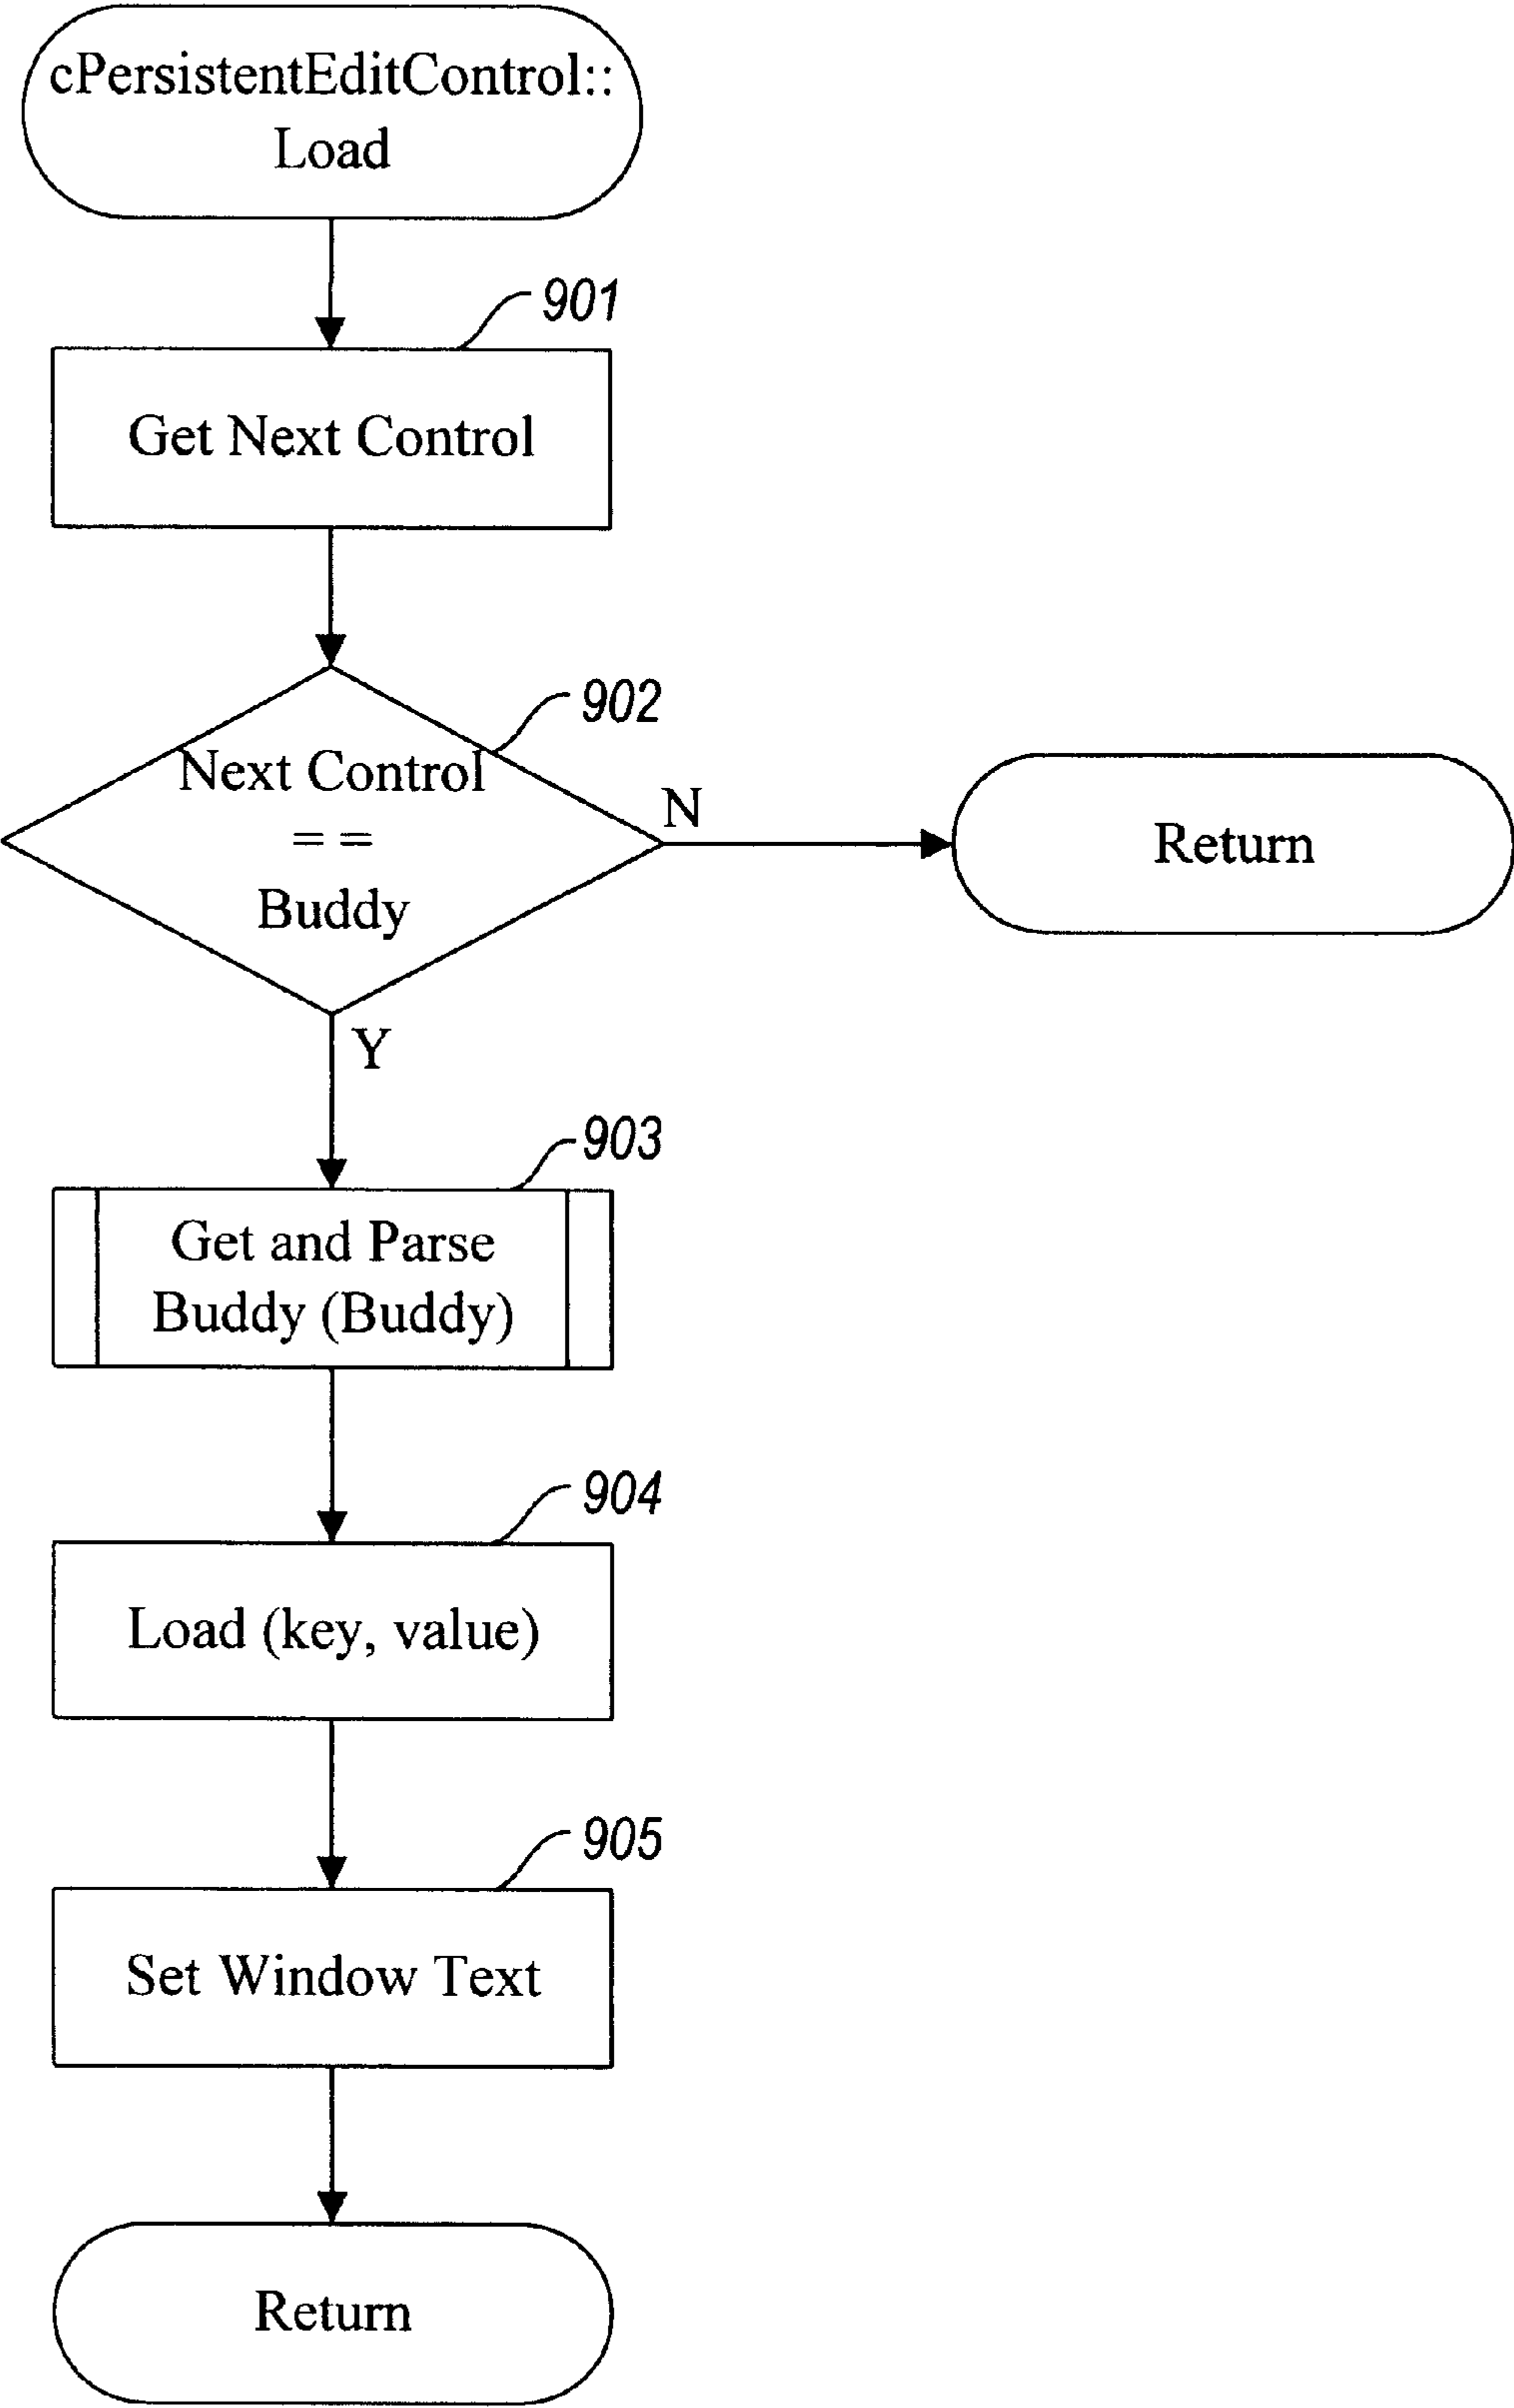 cPersistentEditControl::
Load
901
Get Next Control
902
Next Control
==
Buddy
N
Return
Y
903
Get and Parse
Buddy (Buddy)
904
Load (key, value)
905
Set Window Text
Return